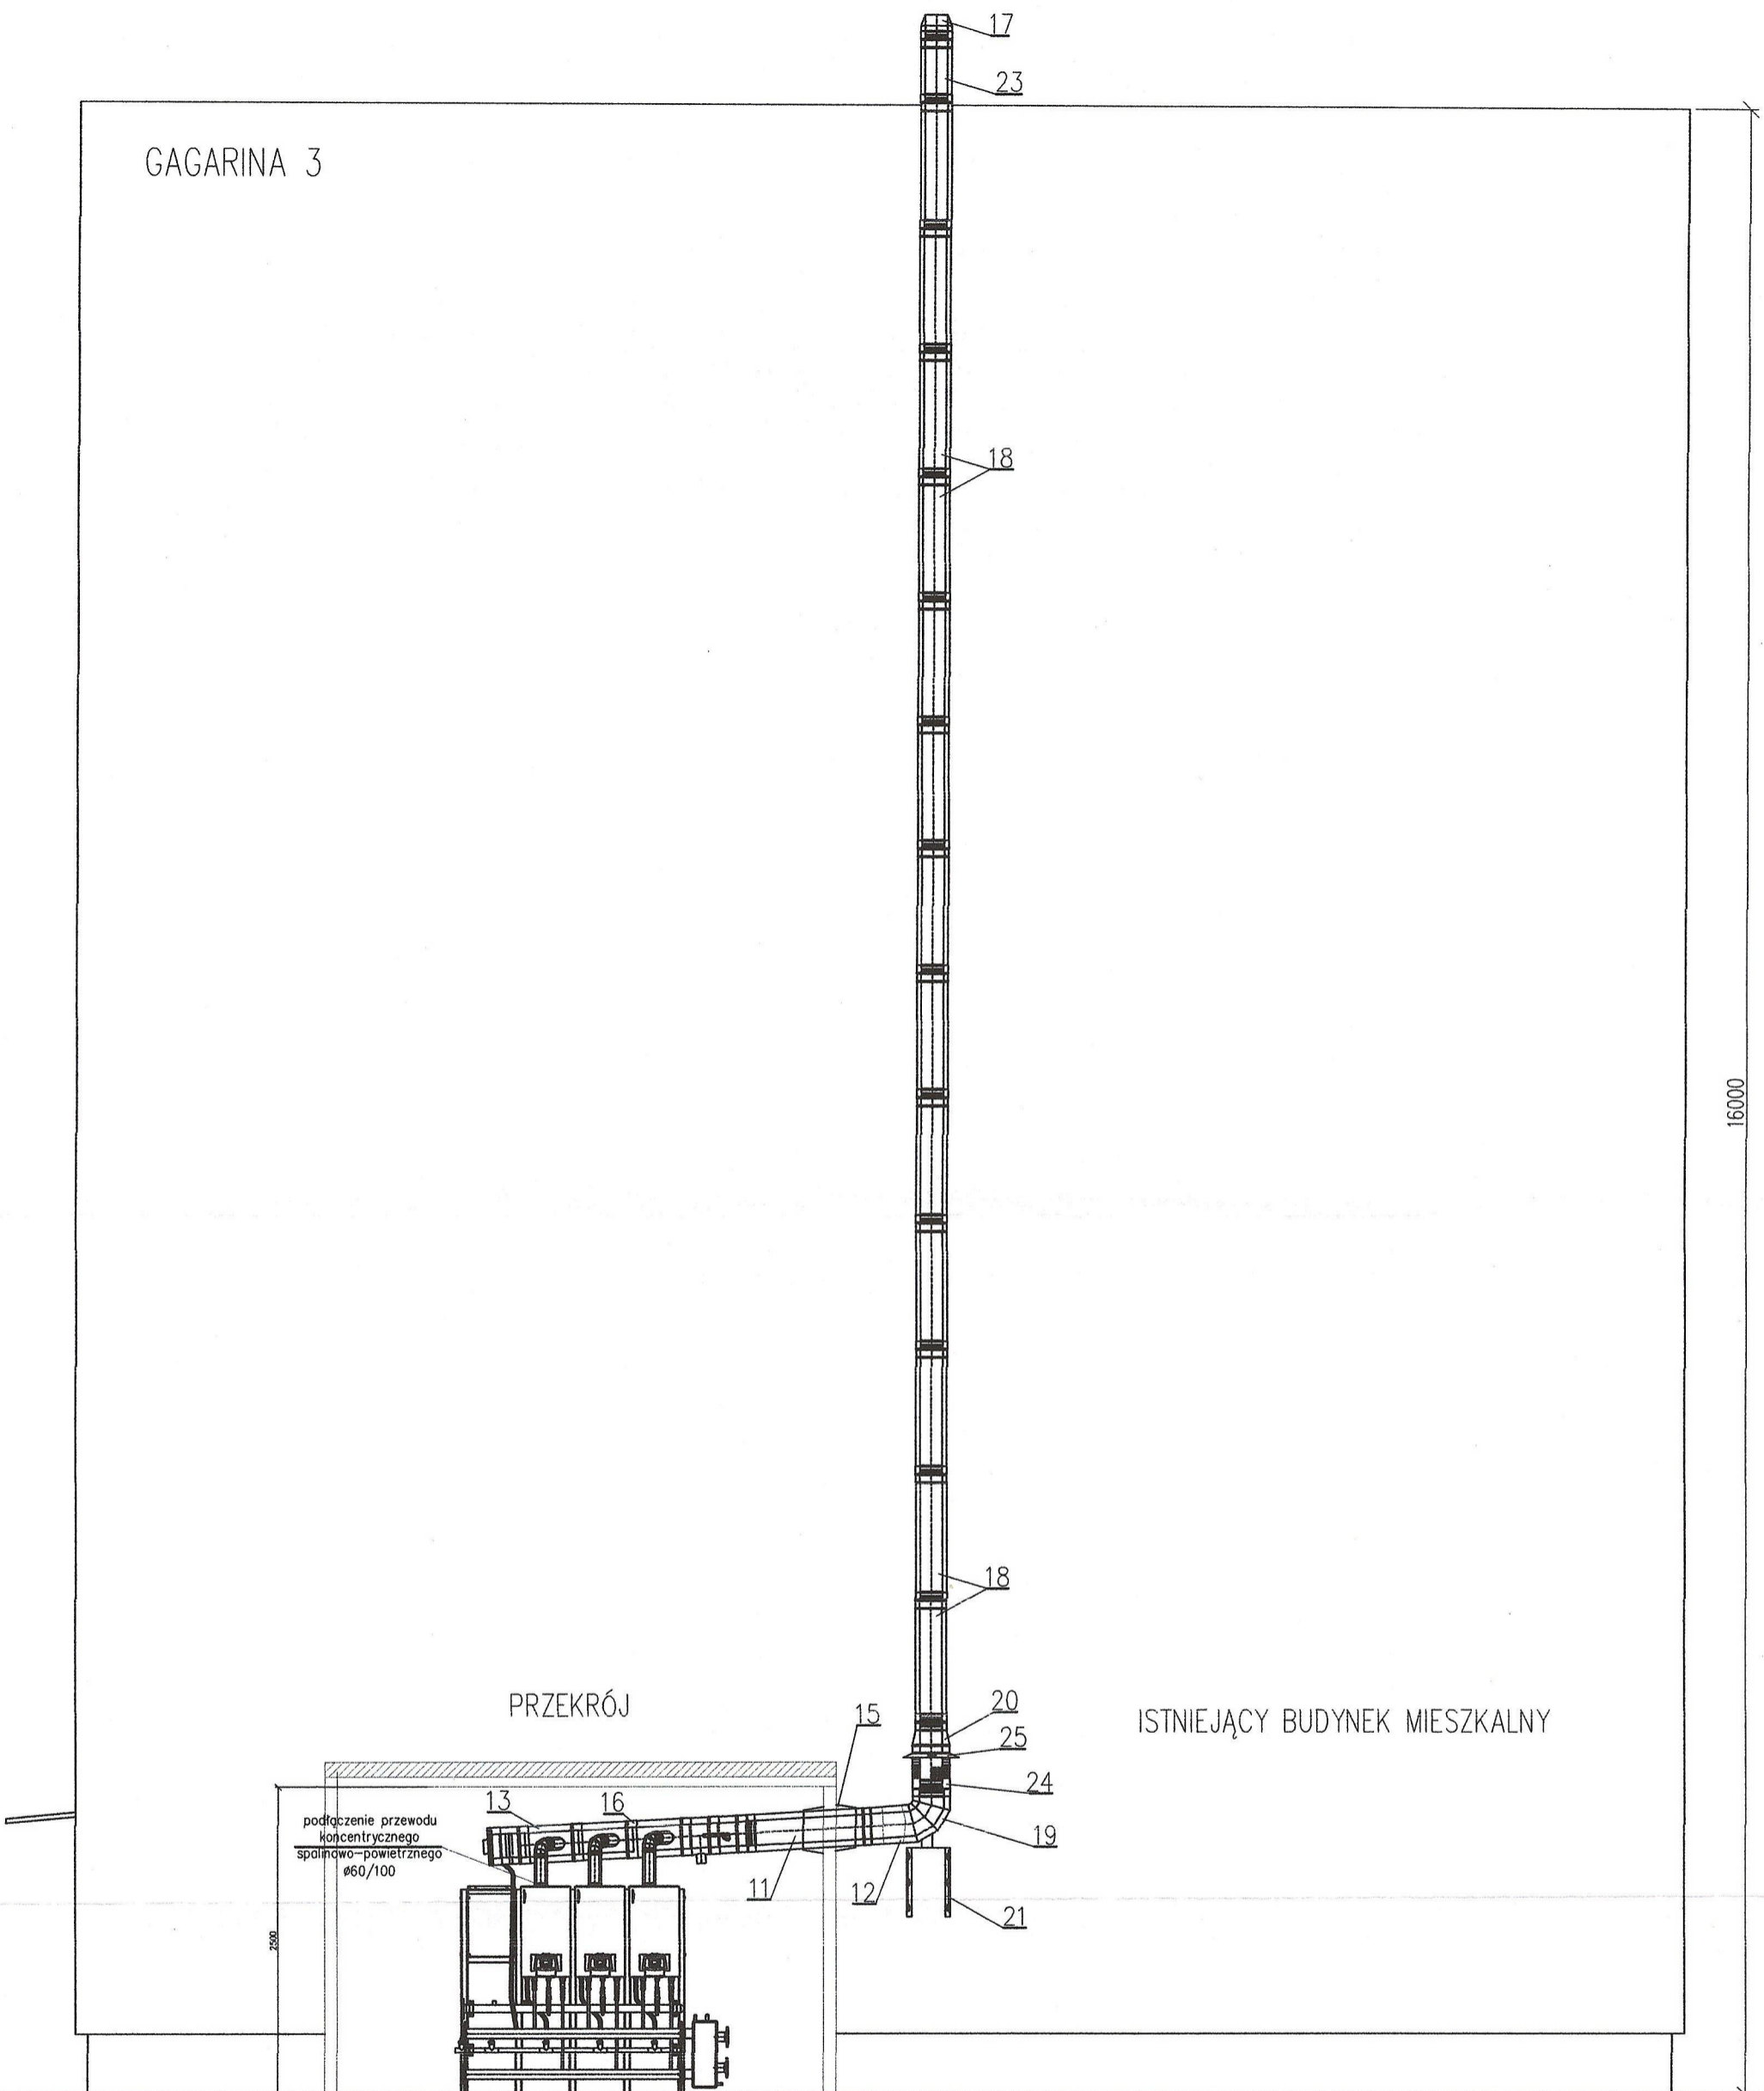 17
23
GAGARINA 3
18
16000
18
PRZEKRÓJ
20
15
ISTNIEJĄCY BUDYNEK MIESZKALNY
25
24
13
16
podłączenie przewodu
koncentrycznego
spalinowo-powietrznego
ø60/100
19
11
12
21
2500